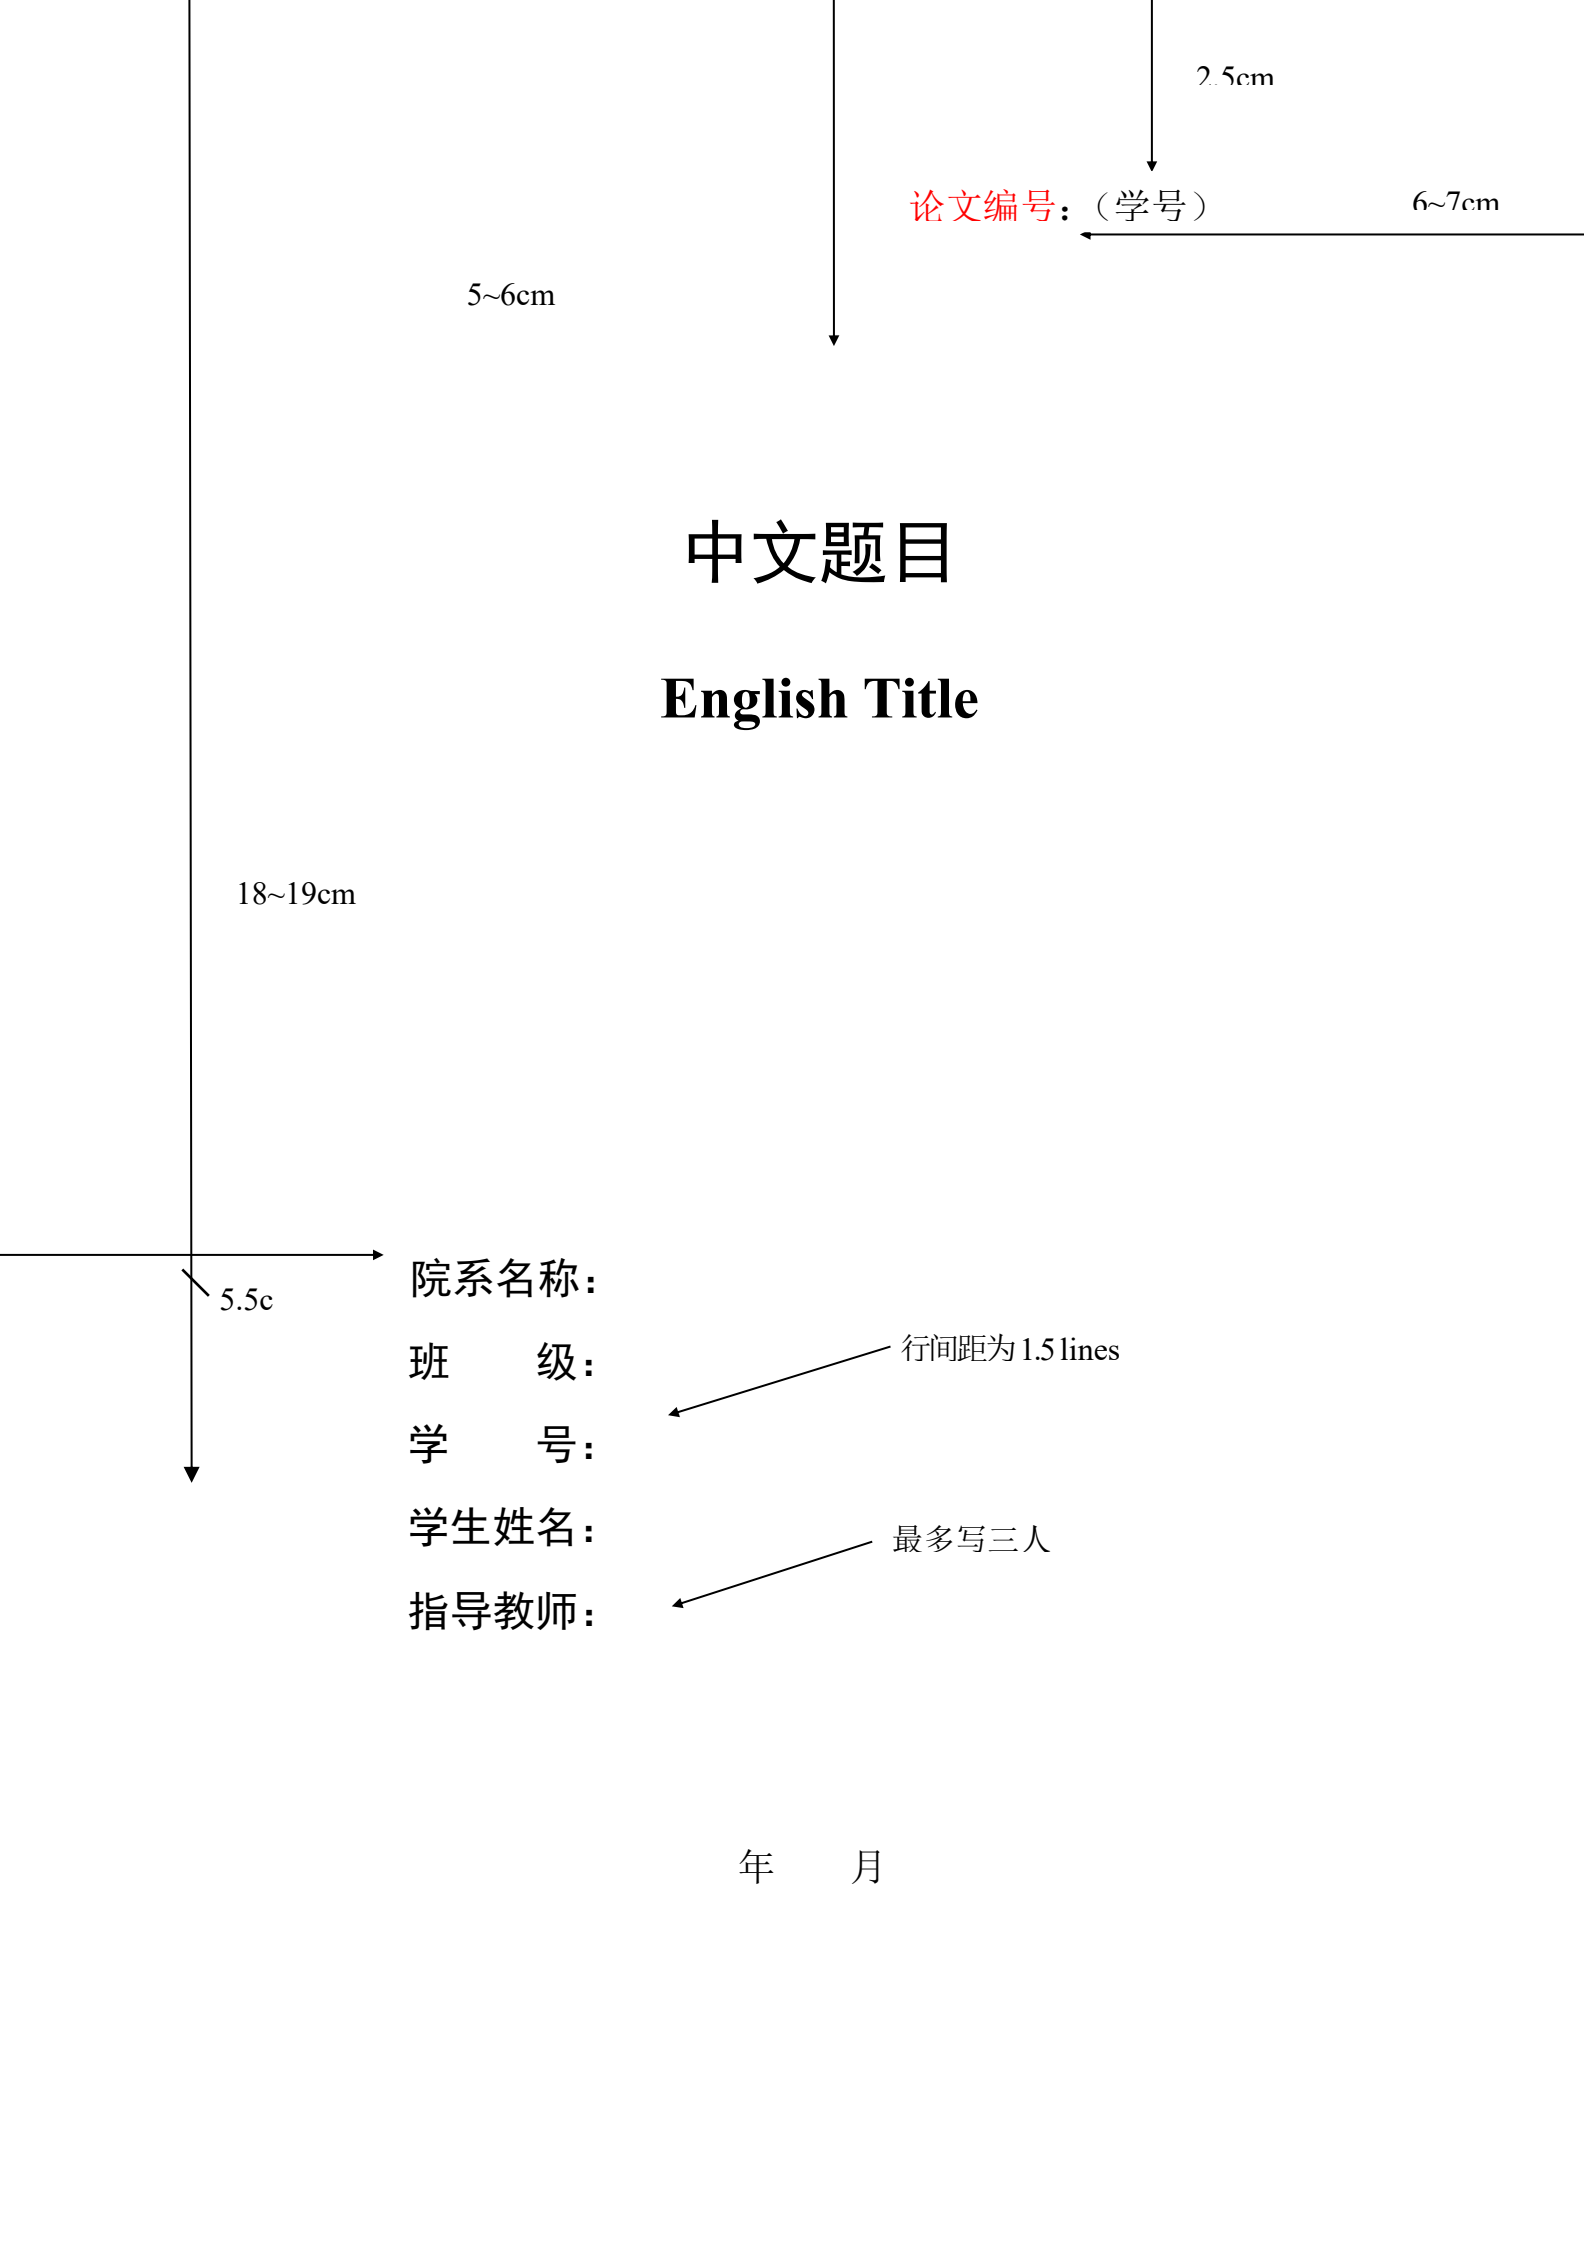 2.5cm
论文编号：（学号）
6~7cm
5~6cm
中文题目
English Title
18~19cm
院系名称：
5.5c
班　　级：
行间距为1.5 lines
学　　号：
学生姓名：
最多写三人
指导教师：
年　　月